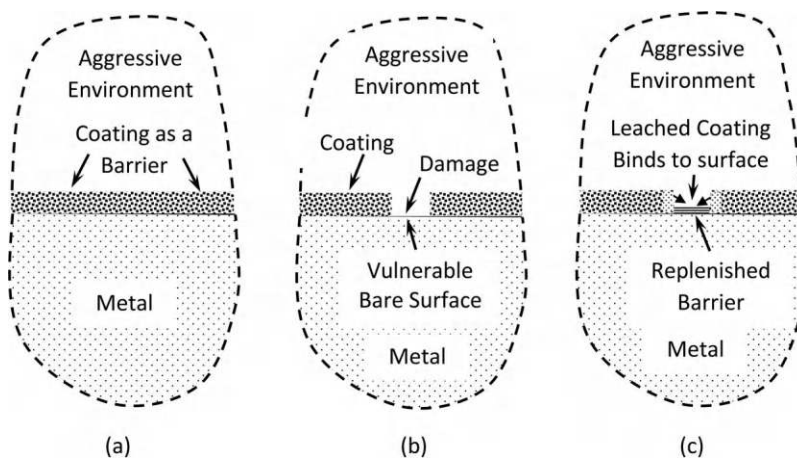 Aggressive
Environment
Coating as a
Barrier
Metal
(a)
Aggressive
Environment
Coating
Damage
Vulnerable
Bare Surface
Metal
(b)
Aggressive
Environment
Leached Coating
Binds to surface
Replenished
Barrier
Metal
(c)